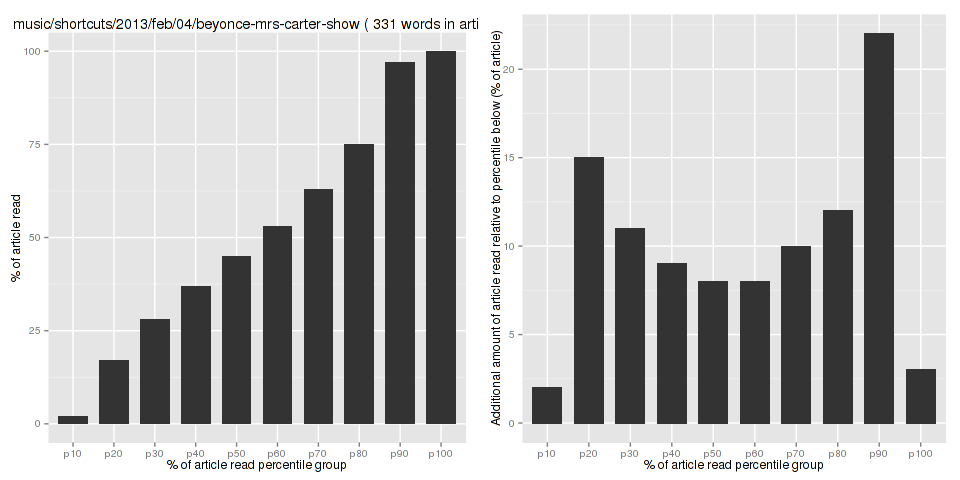 music/shortcuts/2013/feb/04/beyonce-mrs-carter-show ( 331 words in arti
% of article read
100
75
50
25
0
p10 p20 p30 p40 p50 p60 p70 p80 p90 p100
% of article read percentile group
Additional amount of article read relative to percentile below (% of article)
20
15
10
5
0
p10 p20 p30 p40 p50 p60 p70 p80 p90 p100
% of article read percentile group